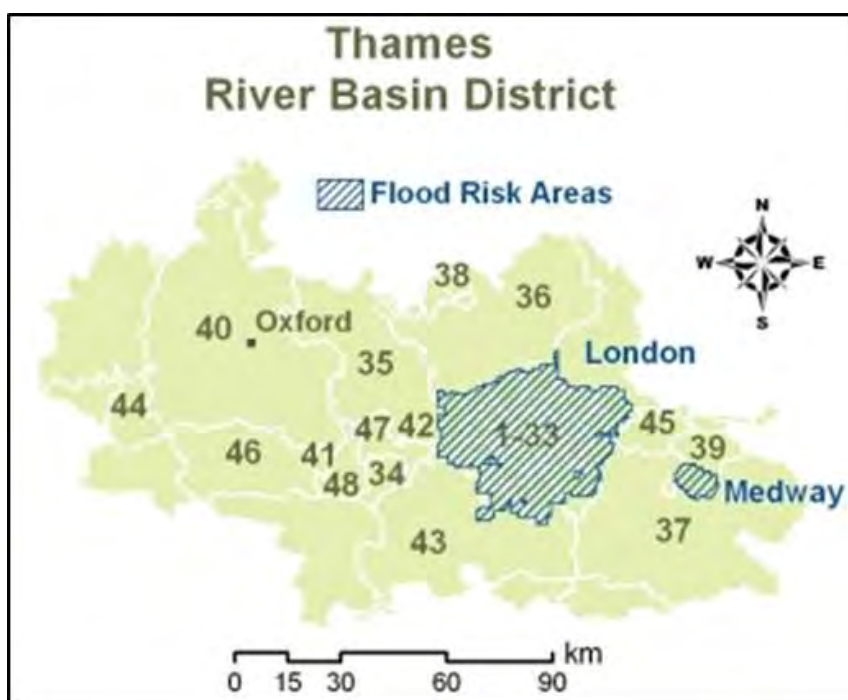 Thames
River Basin District
Flood Risk Areas
N
W E
S
38
36
40 Oxford
35
London
44
47 42
1-33
45
46
41
39
34
48
Medway
43
37
km
0 15 30 60 90